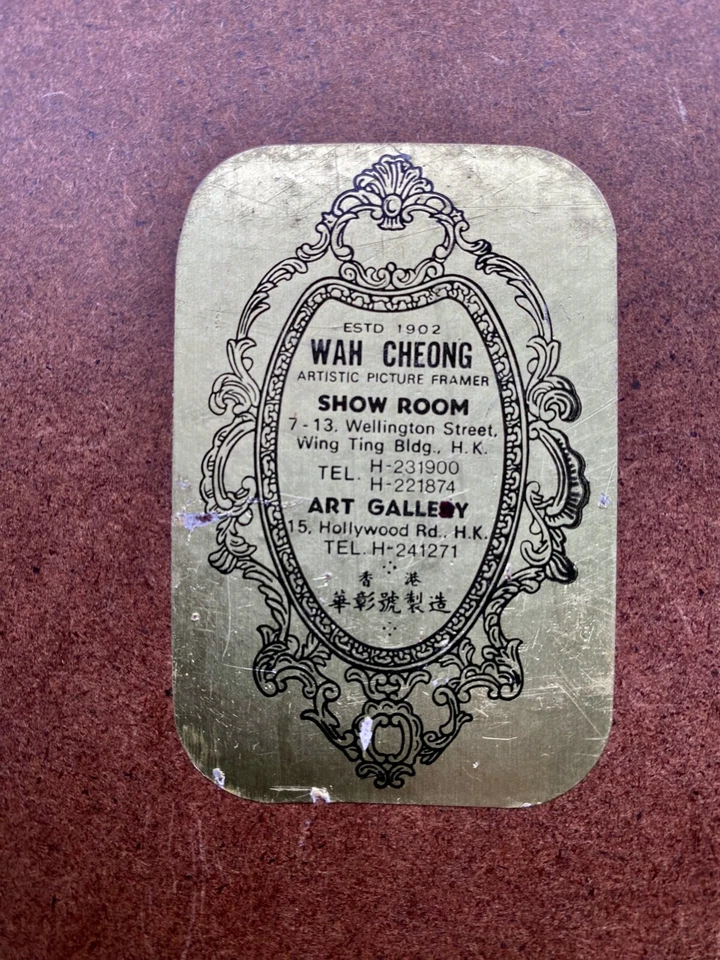 ESTD 1902
WAH CHEONG
ARTISTIC PICTURE FRAMER
SHOW ROOM
7-13, Wellington Street,
Wing Ting Bldg., H.K.
TEL. H-231900
H-221874
ART GALLERY
15, Hollywood Rd., H.K.
TEL. H-241271
香 港
華彰號製造